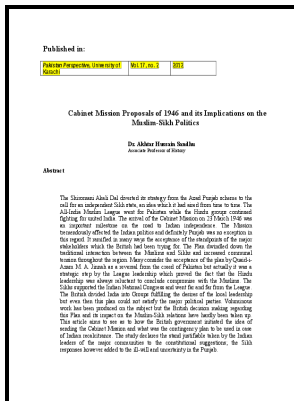 Published in:
Pakistan Perspective, University of Karachi
Vol. 17, no. 2
2012
Cabinet Mission Proposals of 1946 and its Implications on the
Muslim-Sikh Politics
Dr. Akhtar Hussain Sandhu
Associate Professor of History
Abstract
The Shiromani Akali Dal diverted its strategy from the Azad Punjab scheme to the
call for an independent Sikh state, an idea which it had aired from time to time. The
All-India Muslim League went for Pakistan while the Hindu groups continued
fighting for united India. The arrival of the Cabinet Mission on 23 March 1946 was
an important milestone on the road to Indian independence. The Mission
tremendously affected the Indian politics and definitely Punjab was no exception in
this regard. It manified in many ways the acceptance of the standpoints of the major
stakeholders which the British had been trying for. The Plan dwindled down the
traditional interaction between the Muslims and Sikhs and increased communal
tension throughout the region. Many consider the acceptance of the plan by Quaid-i-
Azam M. A. Jinnah as a reversal from the creed of Pakistan but actually it was a
strategic step by the League leadership which proved the fact that the Hindu
leadership was always reluctant to conclude compromise with the Muslims. The
Sikhs supported the Indian National Congress and went far and far from the League.
The British divided India into Groups fulfilling the desires of the local leadership
but even then this plan could not satisfy the major political parties. Voluminous
work has been produced on the subject but the British decision making regarding
this Plan and its impact on the Muslim-Sikh relations have hardly been taken up.
This article aims to see as to how the British government initiated the idea of
sending the Cabinet Mission and what was the contingency plan to be used in case
of Indian recalcitrance. The study declares the stand justifiable taken by the Indian
leaders of the major communities to the constitutional suggestions, the Sikh
responses however added to the ill-will and uncertainty in the Punjab.